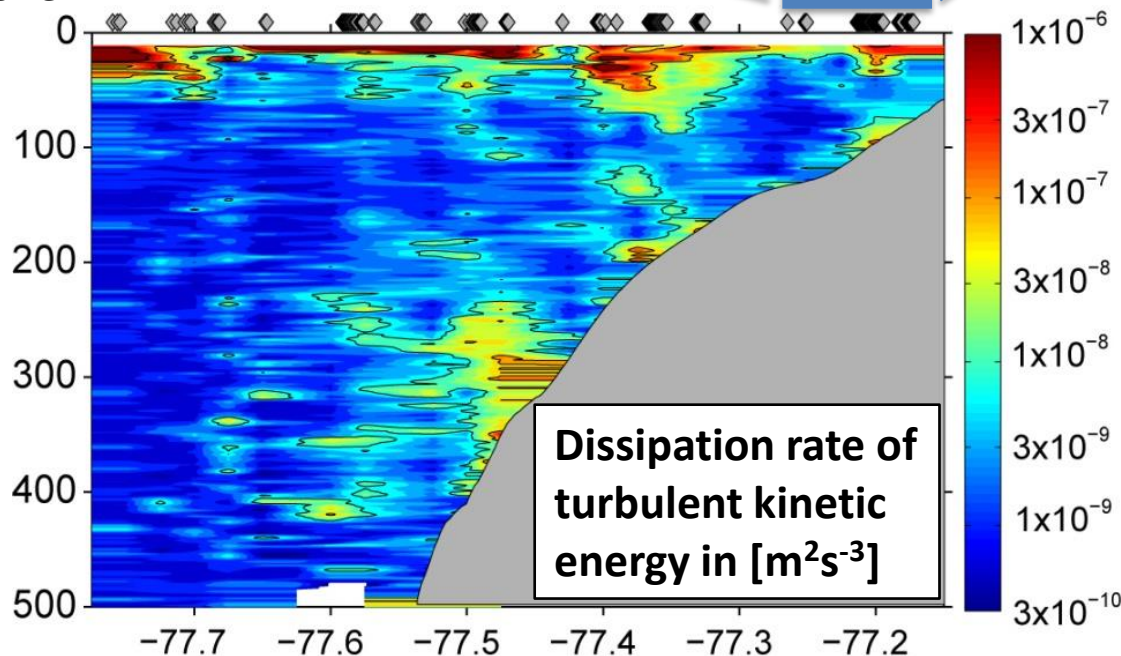 0
100
200
300
400
500
−77.7 −77.6 −77.5 −77.4 −77.3 −77.2
1x10⁻⁶
3x10⁻⁷
1x10⁻⁷
3x10⁻⁸
1x10⁻⁸
3x10⁻⁹
1x10⁻⁹
3x10⁻¹⁰
Dissipation rate of
turbulent kinetic
energy in [m²s⁻³]